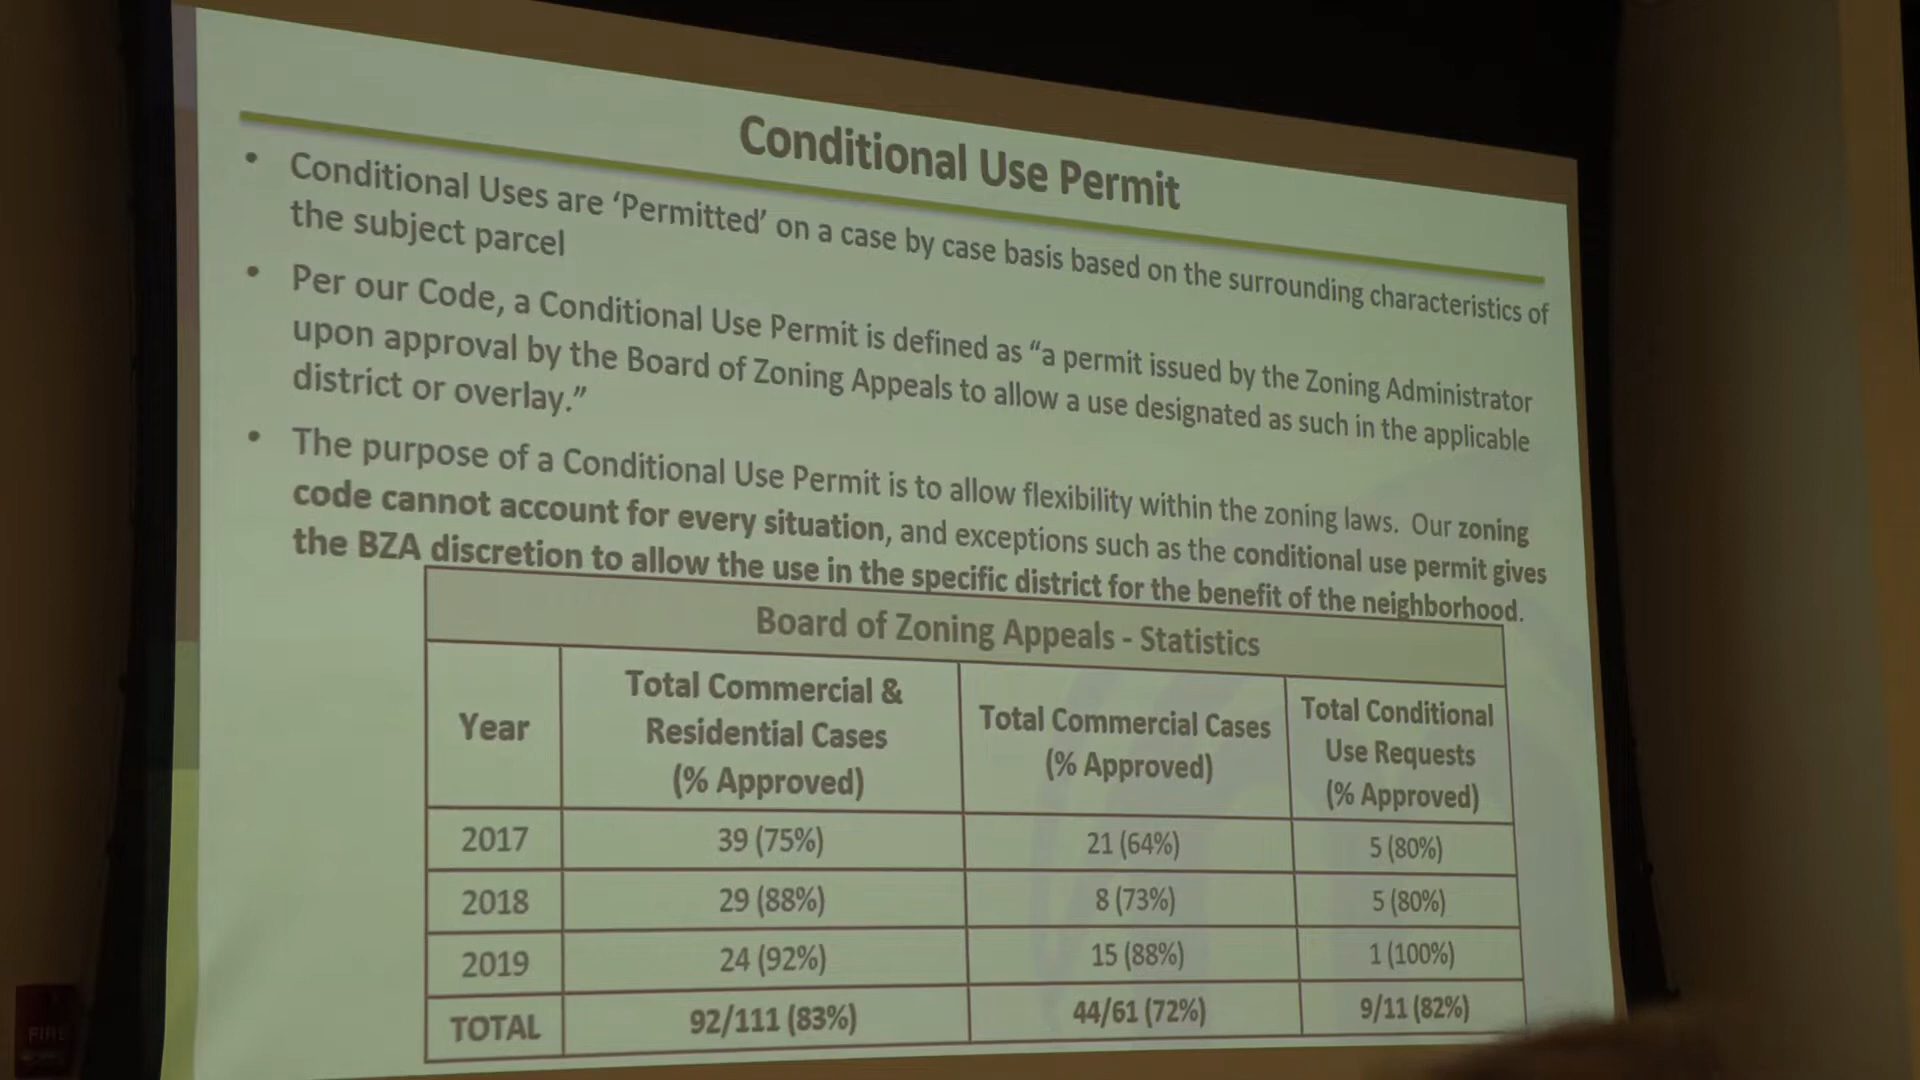 Conditional Use Permit
• Conditional Uses are ‘Permitted’ on a case by case basis based on the surrounding characteristics of
the subject parcel
• Per our Code, a Conditional Use Permit is defined as “a permit issued by the Zoning Administrator
upon approval by the Board of Zoning Appeals to allow a use designated as such in the applicable
district or overlay.”
• The purpose of a Conditional Use Permit is to allow flexibility within the zoning laws. Our zoning
code cannot account for every situation, and exceptions such as the conditional use permit gives
the BZA discretion to allow the use in the specific district for the benefit of the neighborhood.
Board of Zoning Appeals - Statistics
Year
Total Commercial &
Residential Cases
(% Approved)
Total Commercial Cases
(% Approved)
Total Conditional
Use Requests
(% Approved)
2017 39 (75%) 21 (64%) 5 (80%)
2018 29 (88%) 8 (73%) 5 (80%)
2019 24 (92%) 15 (88%) 1 (100%)
TOTAL 92/111 (83%) 44/61 (72%) 9/11 (82%)
FIRE